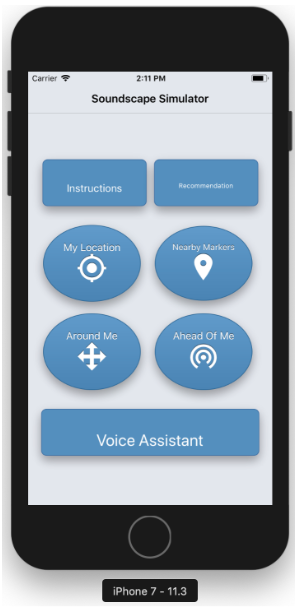 Carrier 2:11 PM
Soundscape Simulator
Instructions Recommendation
My Location Nearby Markers
Around Me Ahead Of Me
Voice Assistant
iPhone 7 - 11.3